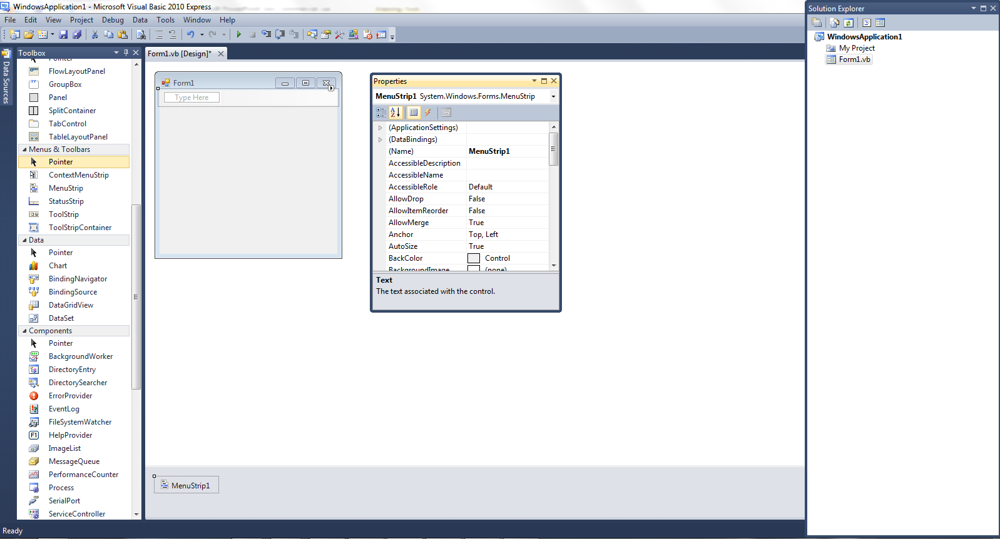 WindowsApplication1 - Microsoft Visual Basic 2010 Express
File Edit View Project Debug Data Tools Window Help
Data Sources
Toolbox
Pointer
FlowLayoutPanel
GroupBox
Panel
SplitContainer
TabControl
TableLayoutPanel
Menus & Toolbars
Pointer
ContextMenuStrip
MenuStrip
StatusStrip
ToolStrip
ToolStripContainer
Data
Pointer
Chart
BindingNavigator
BindingSource
DataGridView
DataSet
Components
Pointer
BackgroundWorker
DirectoryEntry
DirectorySearcher
ErrorProvider
EventLog
FileSystemWatcher
HelpProvider
ImageList
MessageQueue
PerformanceCounter
Process
SerialPort
ServiceController
Form1.vb [Design]*
Form1
Type Here
MenuStrip1
Properties
MenuStrip1 System.Windows.Forms.MenuStrip
(ApplicationSettings)
(DataBindings)
(Name) MenuStrip1
AccessibleDescription
AccessibleName
AccessibleRole Default
AllowDrop False
AllowItemReorder False
AllowMerge True
Anchor Top, Left
AutoSize True
BackColor Control
BackgroundImage (none)
Text
The text associated with the control.
Solution Explorer
WindowsApplication1
My Project
Form1.vb
Ready